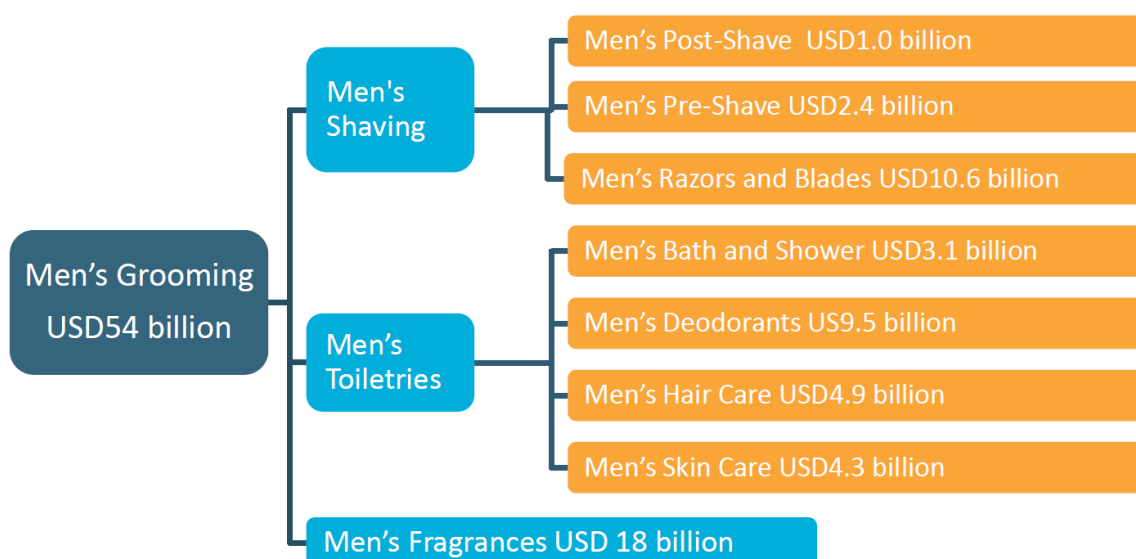 Men's Grooming
USD54 billion
Men's
Shaving
Men’s Post-Shave  USD1.0 billion
Men’s Pre-Shave USD2.4 billion
Men’s Razors and Blades USD10.6 billion
Men’s
Toiletries
Men’s Bath and Shower USD3.1 billion
Men’s Deodorants US9.5 billion
Men’s Hair Care USD4.9 billion
Men’s Skin Care USD4.3 billion
Men’s Fragrances USD 18 billion